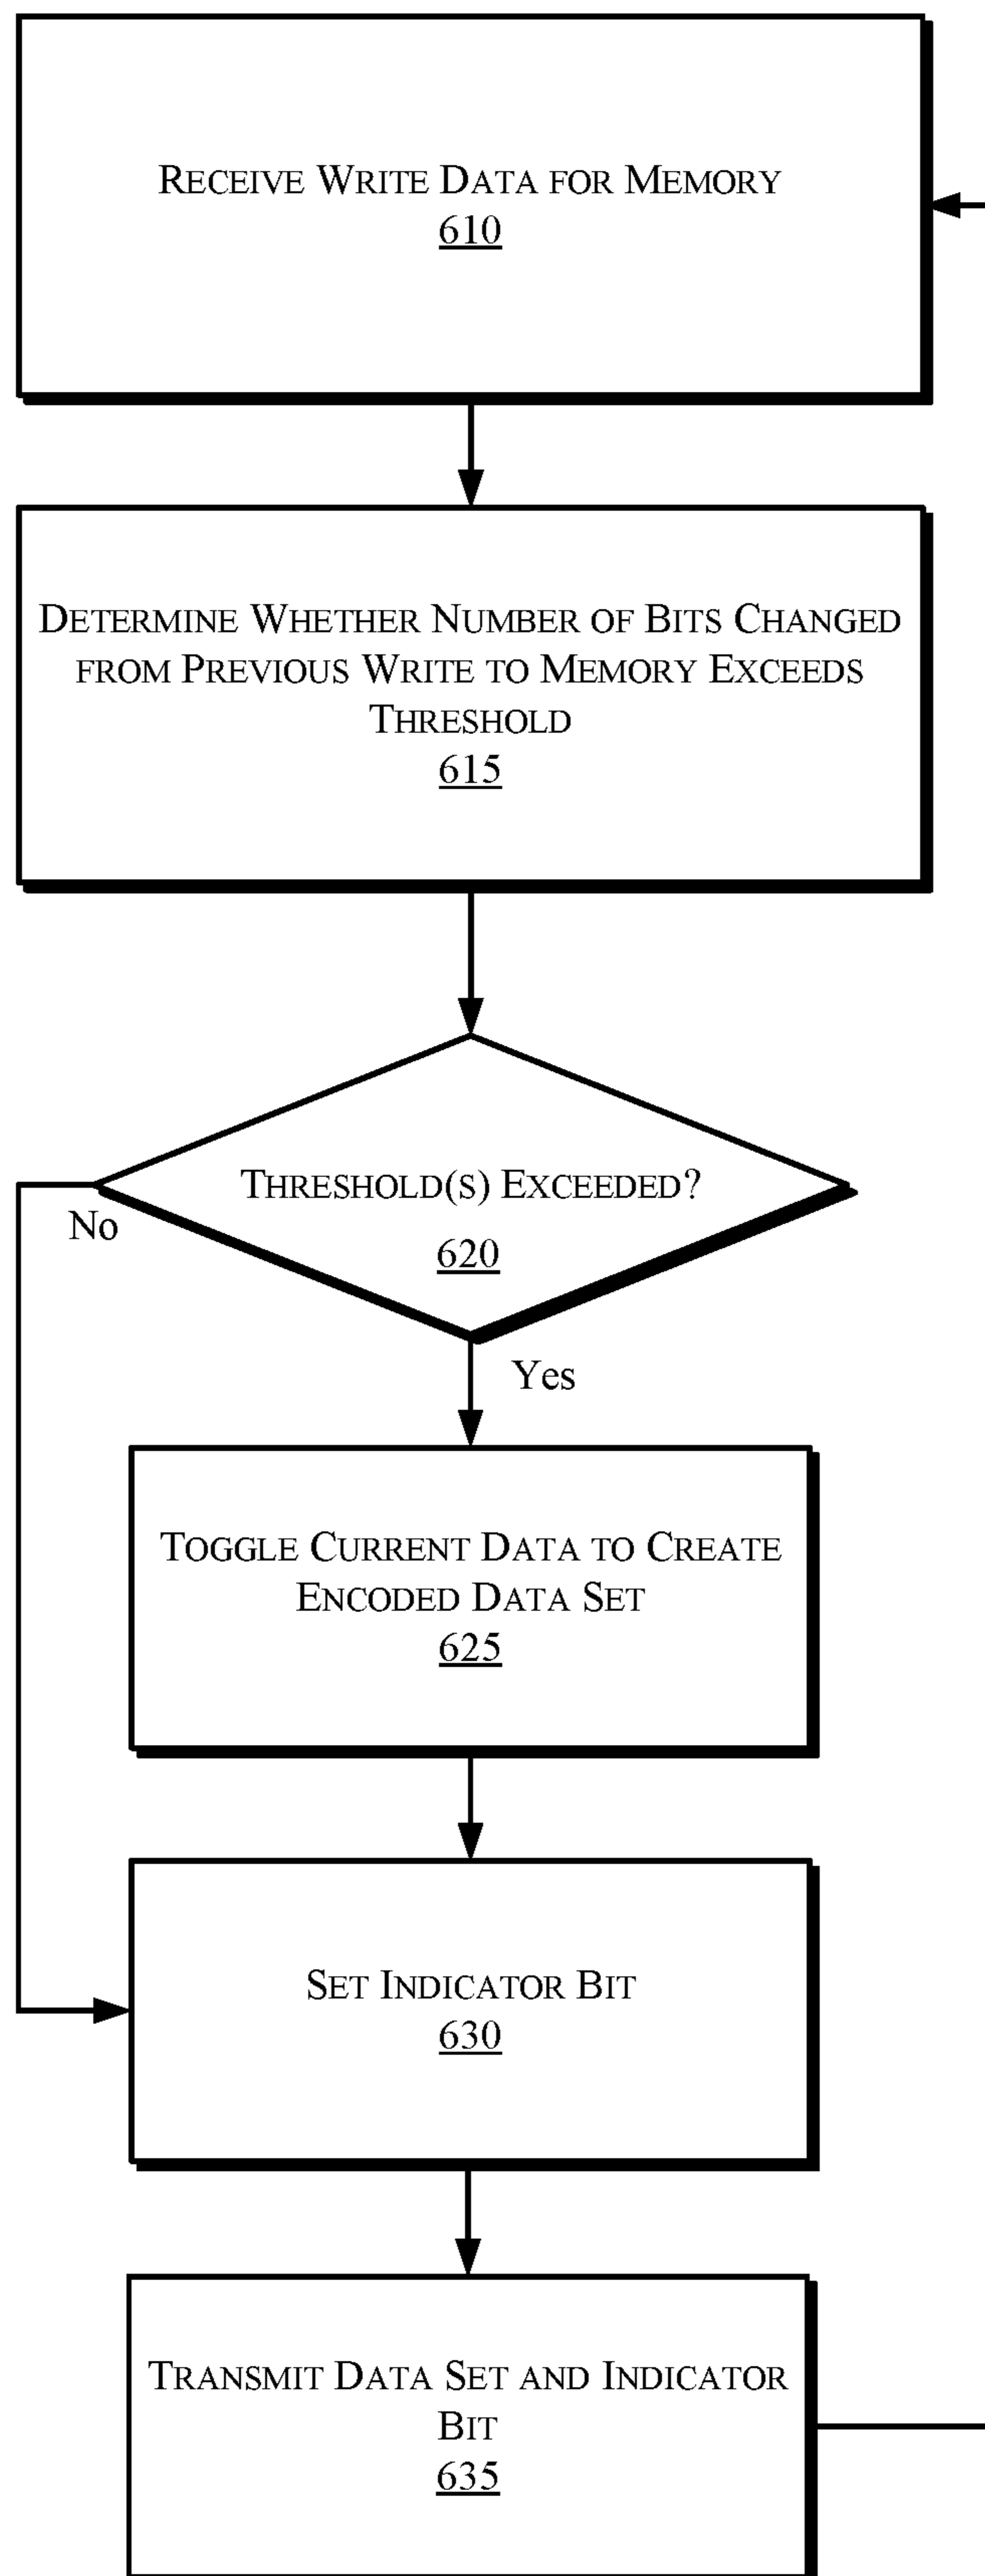 RECEIVE WRITE DATA FOR MEMORY
610
DETERMINE WHETHER NUMBER OF BITS CHANGED
FROM PREVIOUS WRITE TO MEMORY EXCEEDS
THRESHOLD
615
THRESHOLD(S) EXCEEDED?
No
620
Yes
TOGGLE CURRENT DATA TO CREATE
ENCODED DATA SET
625
SET INDICATOR BIT
630
TRANSMIT DATA SET AND INDICATOR
BIT
635